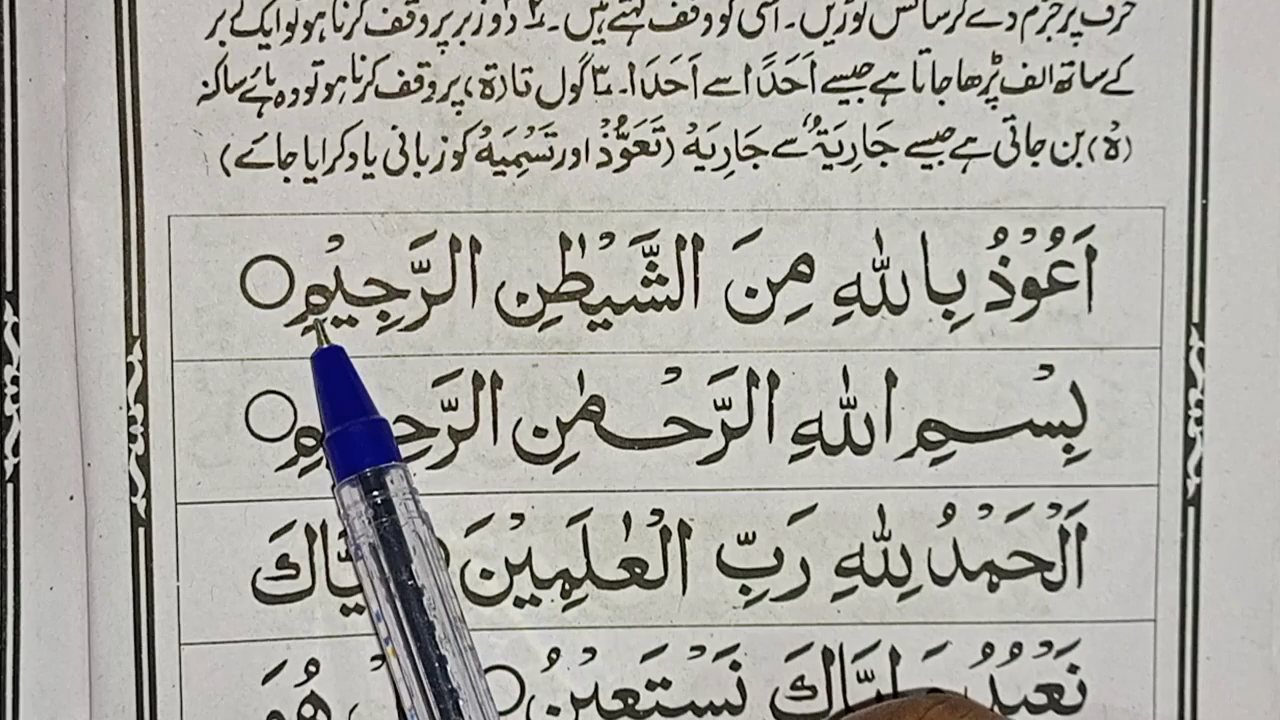 حرف پر جزم دے کر سانس توڑیں۔ اسی کو وقف کہتے ہیں۔ ۲ دو زبر پر وقف کرنا ہو تو ایک زبر
کے ساتھ الف پڑھا جاتا ہے جیسے اَحَدًا سے اَحَدَا۔ ۳ گول تا (ة) پر وقف کرنا ہو تو وہ ہائے ساکنہ
(هْ) بن جاتی ہے جیسے جَارِيَةٌ سے جَارِيَهْ (تَعَوُّذْ اور تَسْمِيَهْ کو زبانی یاد کرایا جائے)
اَعُوْذُ بِاللّٰهِ مِنَ الشَّيْطٰنِ الرَّجِيْمِ ○
بِسْمِ اللّٰهِ الرَّحْمٰنِ الرَّحِيْمِ ○
اَلْحَمْدُ لِلّٰهِ رَبِّ الْعٰلَمِيْنَ اِيَّاكَ
نَعْبُدُ وَاِيَّاكَ نَسْتَعِيْنُ ○ هُوَ